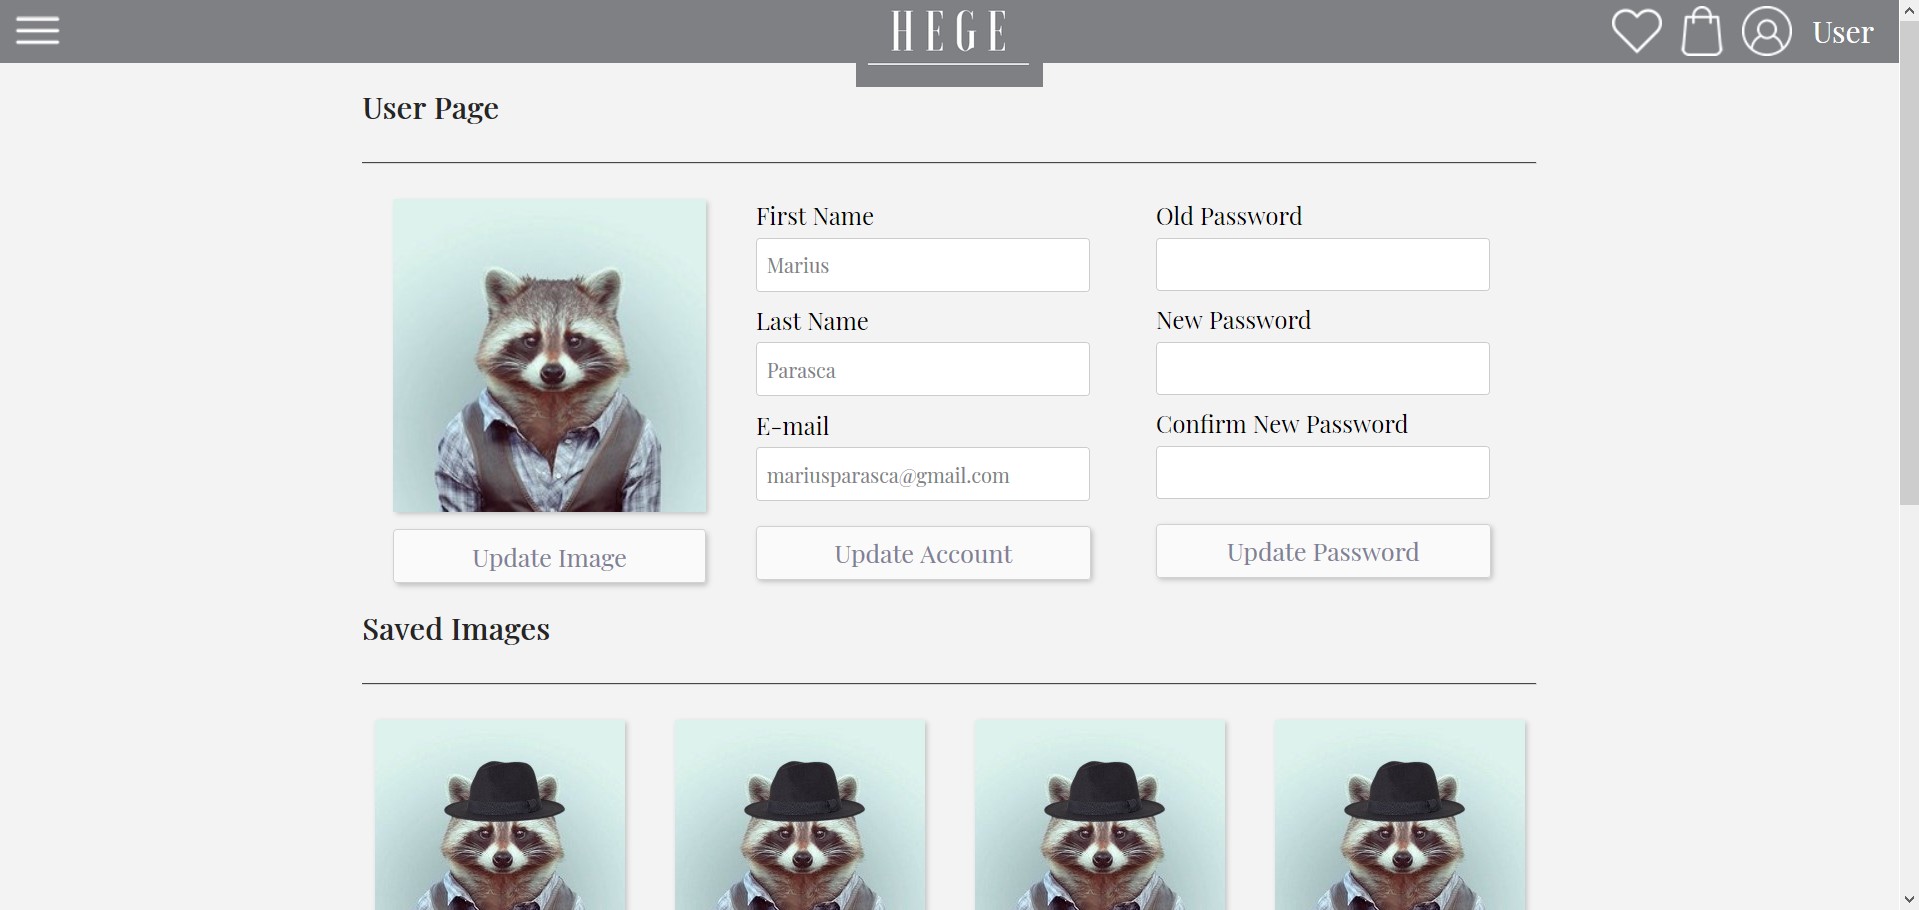 HEGE
User
User Page
First Name
Marius
Last Name
Parasca
E-mail
mariusparasca@gmail.com
Old Password
New Password
Confirm New Password
Update Image
Update Account
Update Password
Saved Images